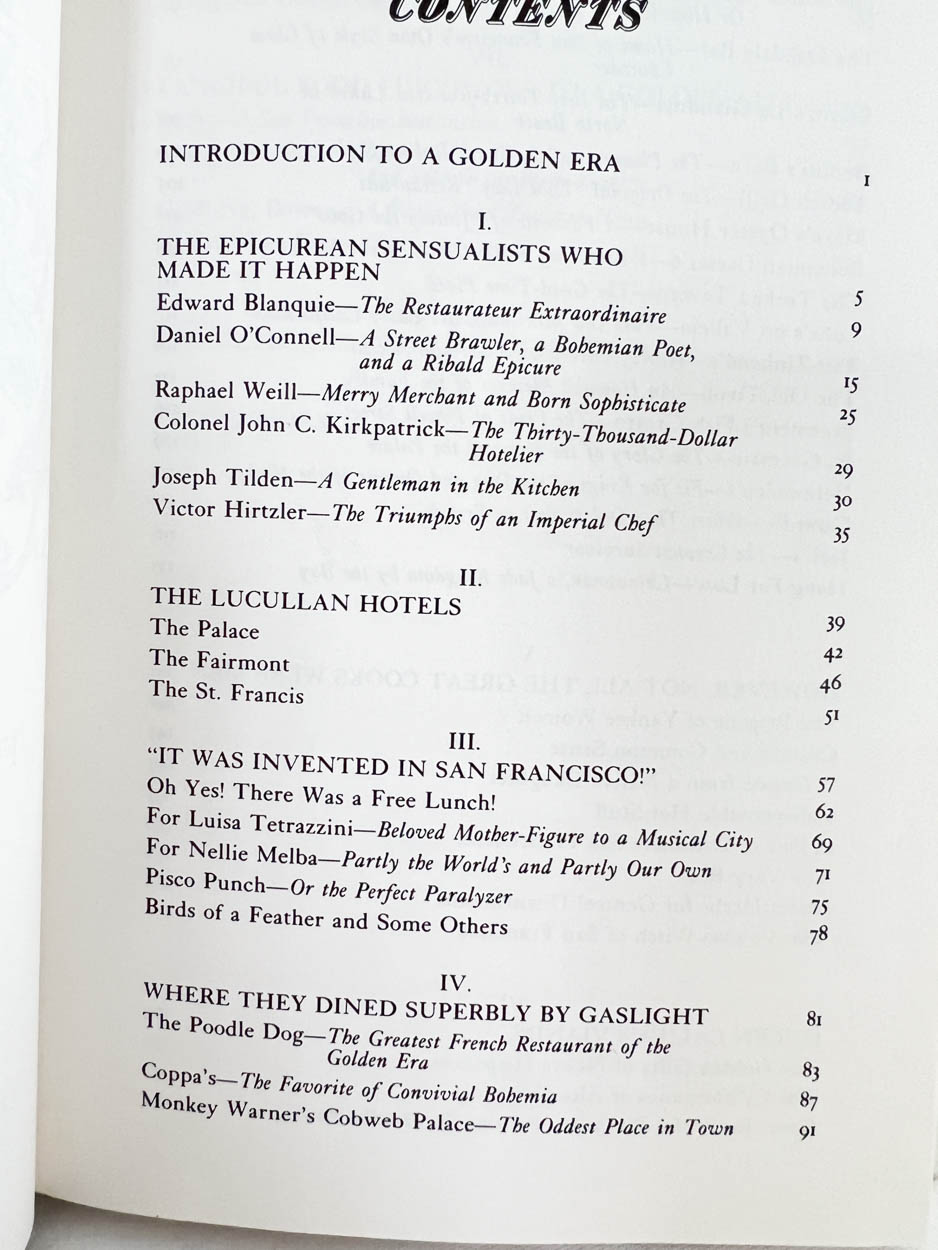 CONTENTS
INTRODUCTION TO A GOLDEN ERA 1
I.
THE EPICUREAN SENSUALISTS WHO
MADE IT HAPPEN 5
Edward Blanquie—The Restaurateur Extraordinaire 9
Daniel O'Connell—A Street Brawler, a Bohemian Poet,
and a Ribald Epicure 15
Raphael Weill—Merry Merchant and Born Sophisticate 25
Colonel John C. Kirkpatrick—The Thirty-Thousand-Dollar
Hotelier 29
Joseph Tilden—A Gentleman in the Kitchen 30
Victor Hirtzler—The Triumphs of an Imperial Chef 35
II.
THE LUCULLAN HOTELS 39
The Palace 42
The Fairmont 46
The St. Francis 51
III.
“IT WAS INVENTED IN SAN FRANCISCO!” 57
Oh Yes! There Was a Free Lunch! 62
For Luisa Tetrazzini—Beloved Mother-Figure to a Musical City 69
For Nellie Melba—Partly the World's and Partly Our Own 71
Pisco Punch—Or the Perfect Paralyzer 75
Birds of a Feather and Some Others 78
IV.
WHERE THEY DINED SUPERBLY BY GASLIGHT 81
The Poodle Dog—The Greatest French Restaurant of the
Golden Era 83
Coppa's—The Favorite of Convivial Bohemia 87
Monkey Warner's Cobweb Palace—The Oddest Place in Town 91